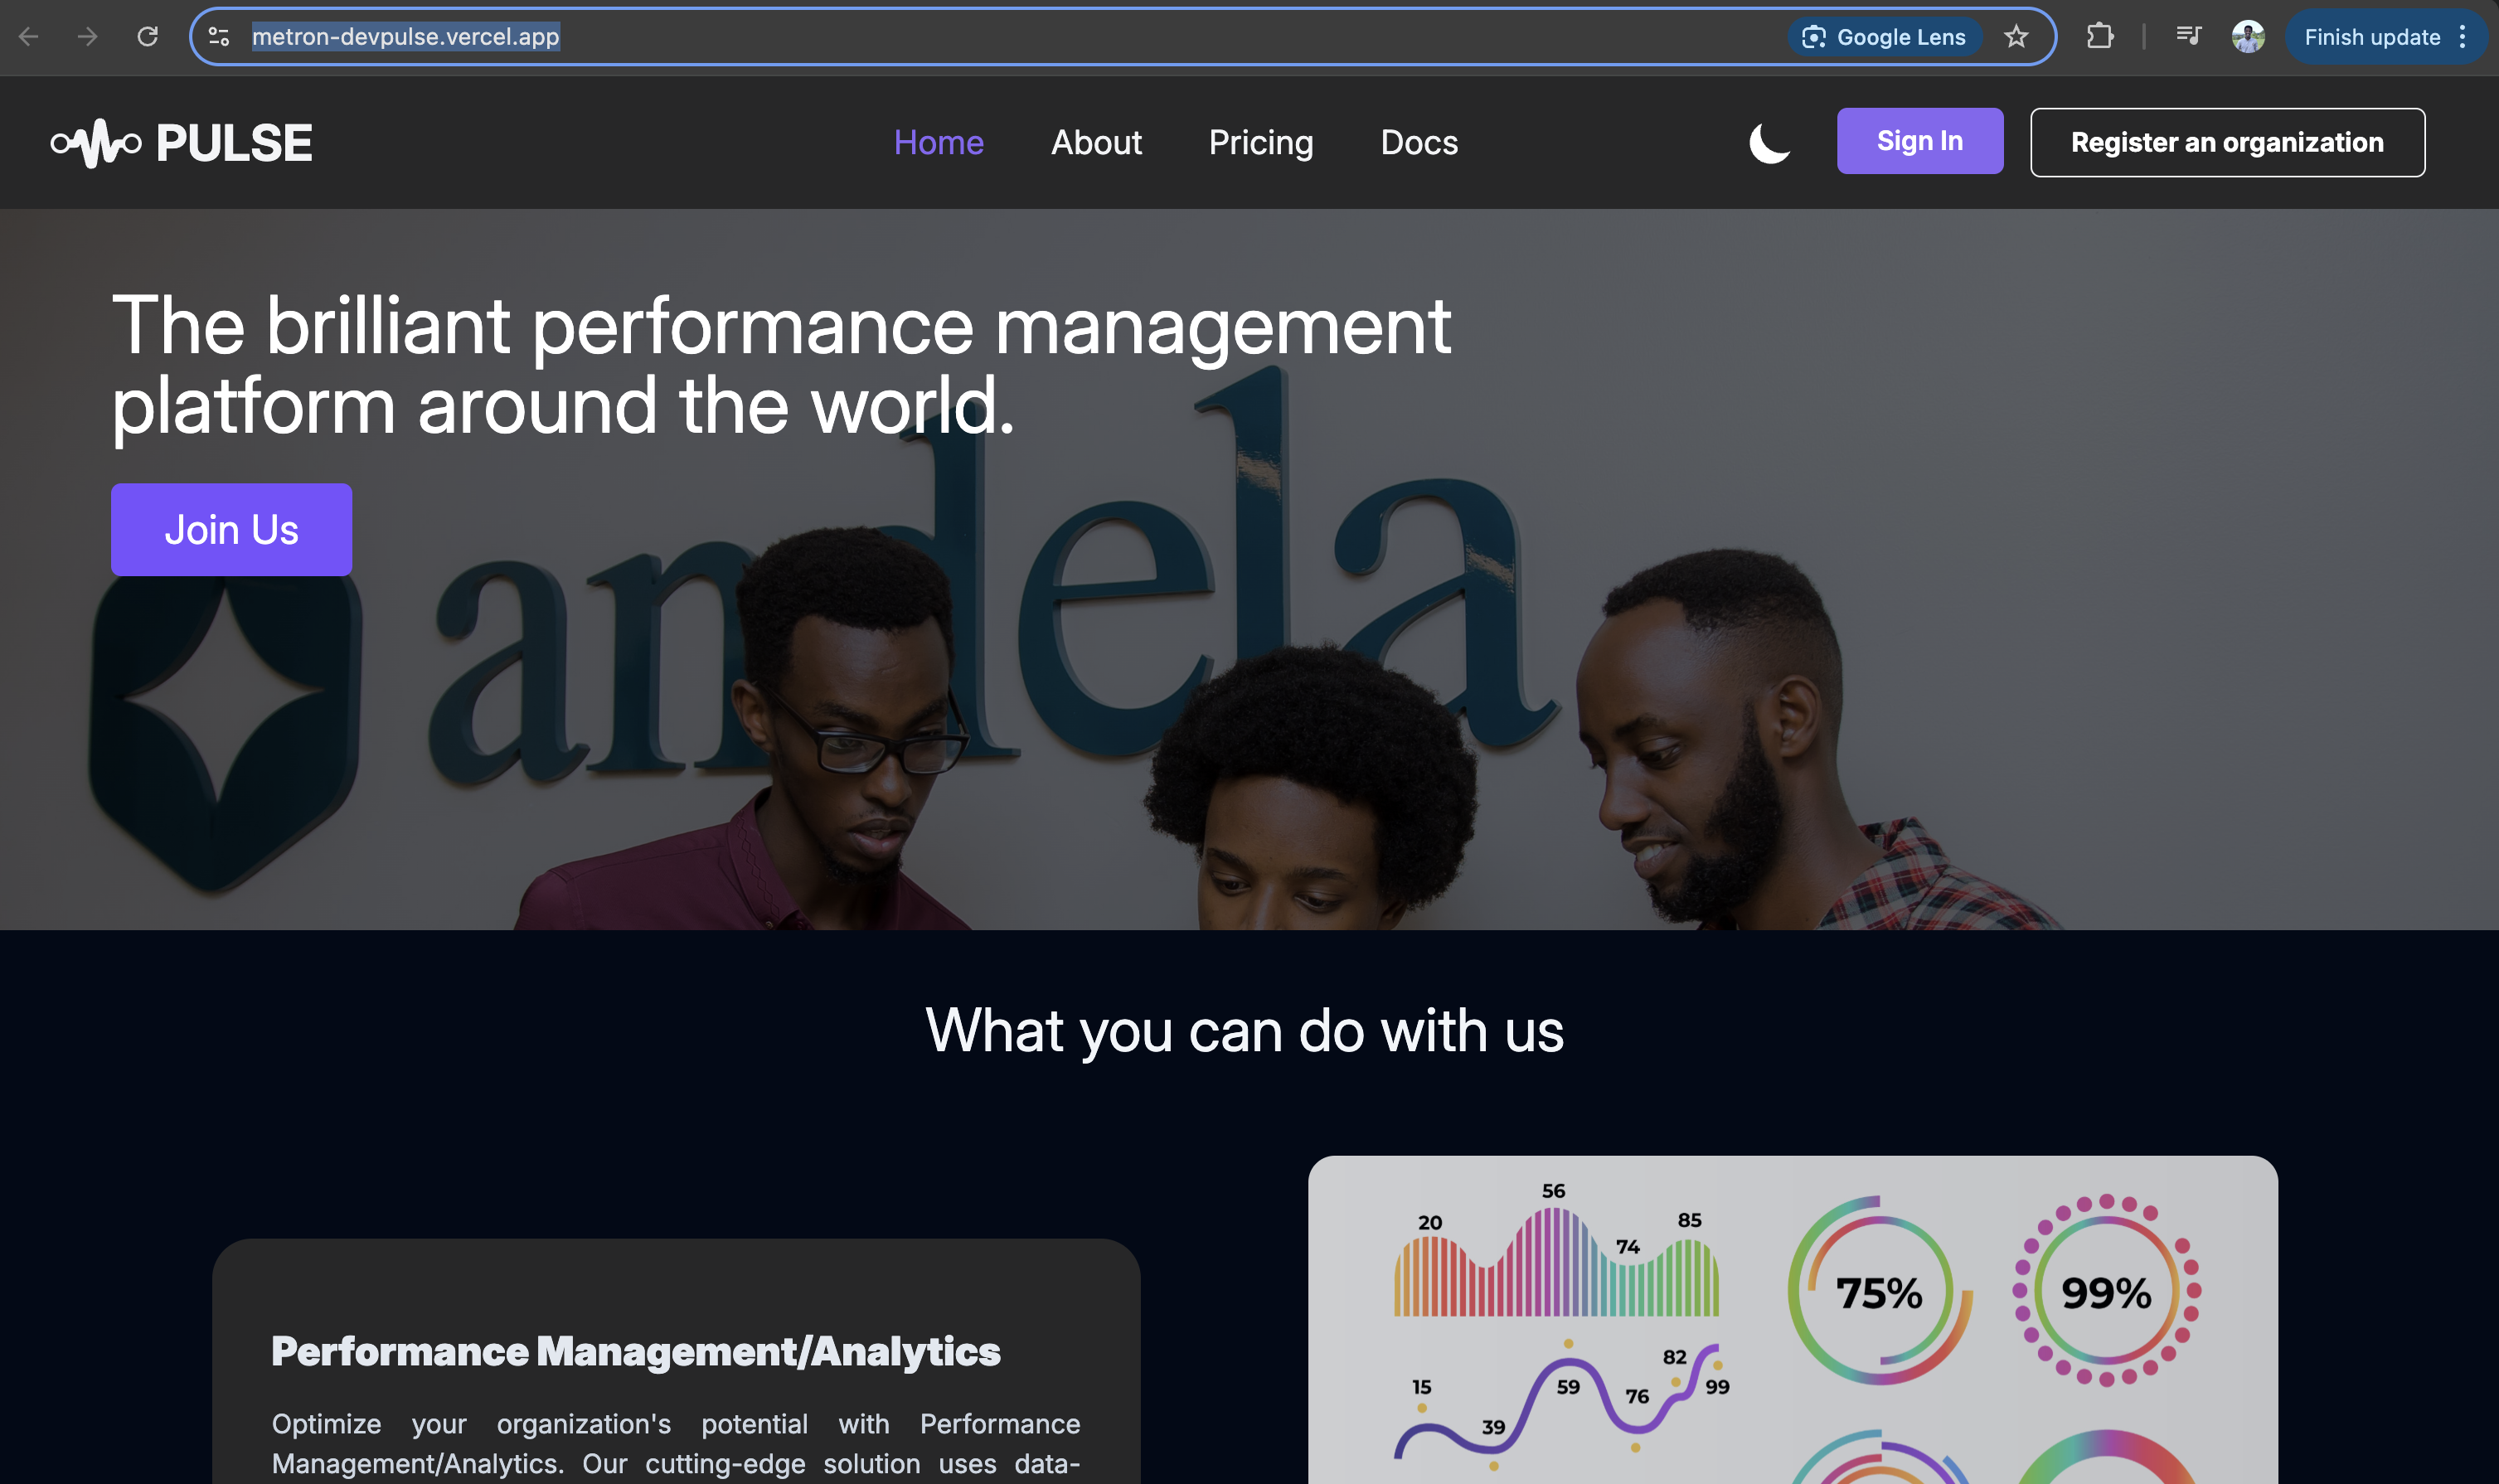 metron-devpulse.vercel.app
Google Lens
Finish update
PULSE
Home
About
Pricing
Docs
Sign In
Register an organization
The brilliant performance management
platform around the world.
Join Us
andela
What you can do with us
Performance Management/Analytics
Optimize your organization's potential with Performance
Management/Analytics. Our cutting-edge solution uses data-
20
56
74
85
75%
99%
15
39
59
76
82
99